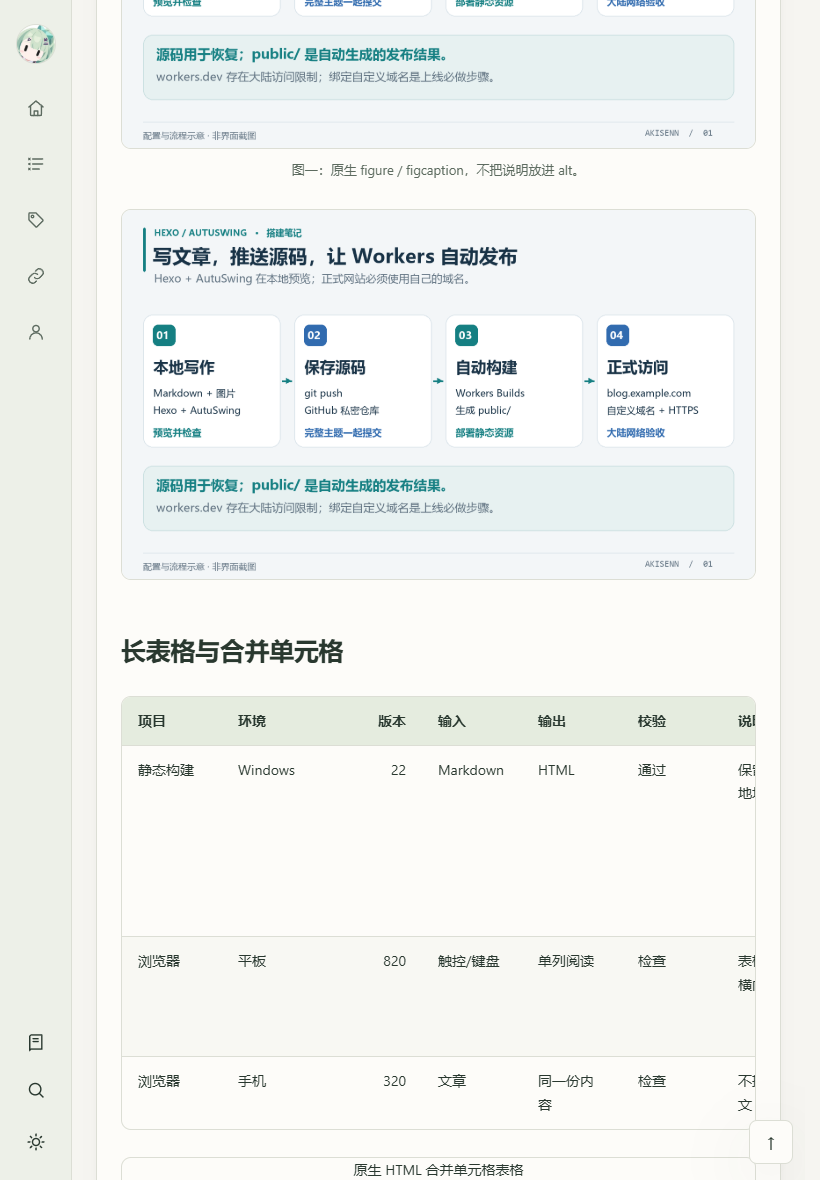 预览并检查 完整主题一起提交 部署静态资源 大陆网络验收
源码用于恢复；public/ 是自动生成的发布结果。
workers.dev 存在大陆访问限制；绑定自定义域名是上线必做步骤。
配置与流程示意 · 非界面截图 AKISENN / 01
图一：原生 figure / figcaption，不把说明放进 alt。
HEXO / AUTUSWING • 搭建笔记
写文章，推送源码，让 Workers 自动发布
Hexo + AutuSwing 在本地预览；正式网站必须使用自己的域名。
01 02 03 04
本地写作 保存源码 自动构建 正式访问
Markdown + 图片 git push Workers Builds blog.example.com
Hexo + AutuSwing GitHub 私密仓库 生成 public/ 自定义域名 + HTTPS
预览并检查 完整主题一起提交 部署静态资源 大陆网络验收
源码用于恢复；public/ 是自动生成的发布结果。
workers.dev 存在大陆访问限制；绑定自定义域名是上线必做步骤。
配置与流程示意 · 非界面截图 AKISENN / 01
长表格与合并单元格
项目 环境 版本 输入 输出 校验
静态构建 Windows 22 Markdown HTML 通过
浏览器 平板 820 触控/键盘 单列阅读 检查
浏览器 手机 320 文章 同一份内 检查
容 文
原生 HTML 合并单元格表格